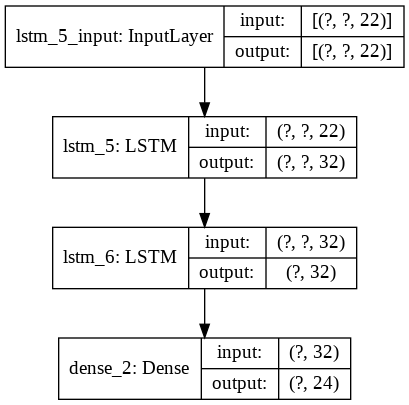 lstm_5_input: InputLayer
input: [(?, ?, 22)]
output: [(?, ?, 22)]
lstm_5: LSTM
input: (?, ?, 22)
output: (?, ?, 32)
lstm_6: LSTM
input: (?, ?, 32)
output: (?, 32)
dense_2: Dense
input: (?, 32)
output: (?, 24)